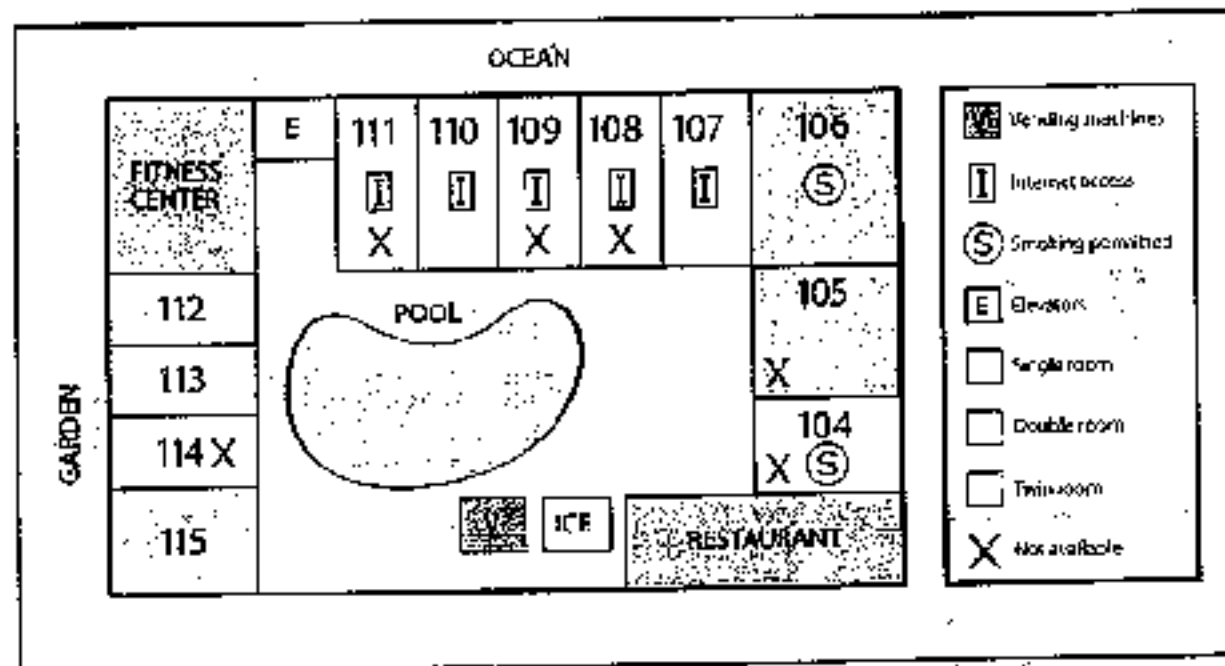 OCEAN
FITNESS
CENTER
E
111
110
109
108
107
106
I
I
I
I
I
S
X
X
X
112
113
114 X
115
GARDEN
POOL
105
X
104
X S
V
ICE
RESTAURANT
V Vending machines
I Internet access
S Smoking permitted
E Elevators
Single room
Double room
Twin room
X Not available